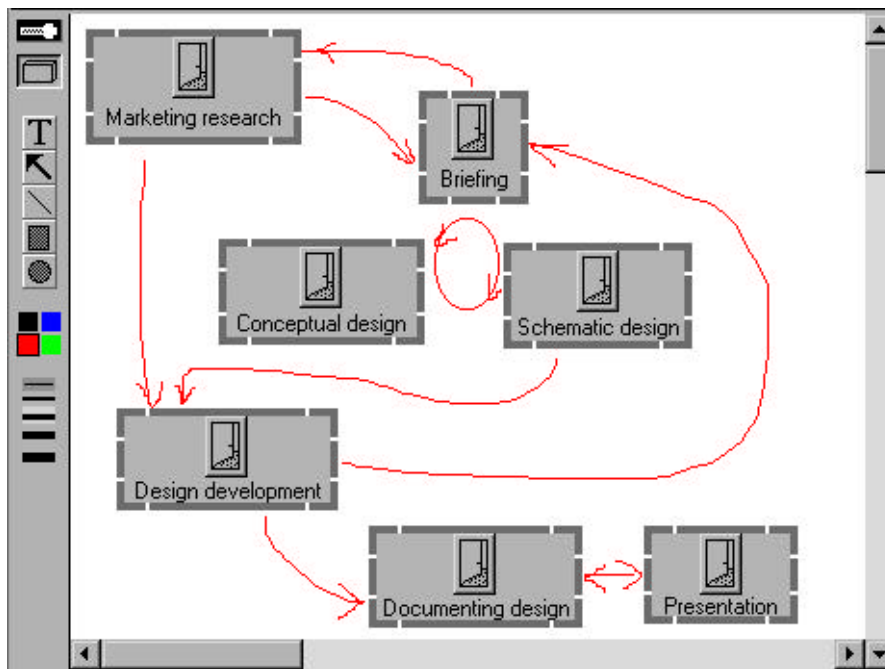 Marketing research
T
Briefing
Conceptual design
Schematic design
Design development
Documenting design
Presentation